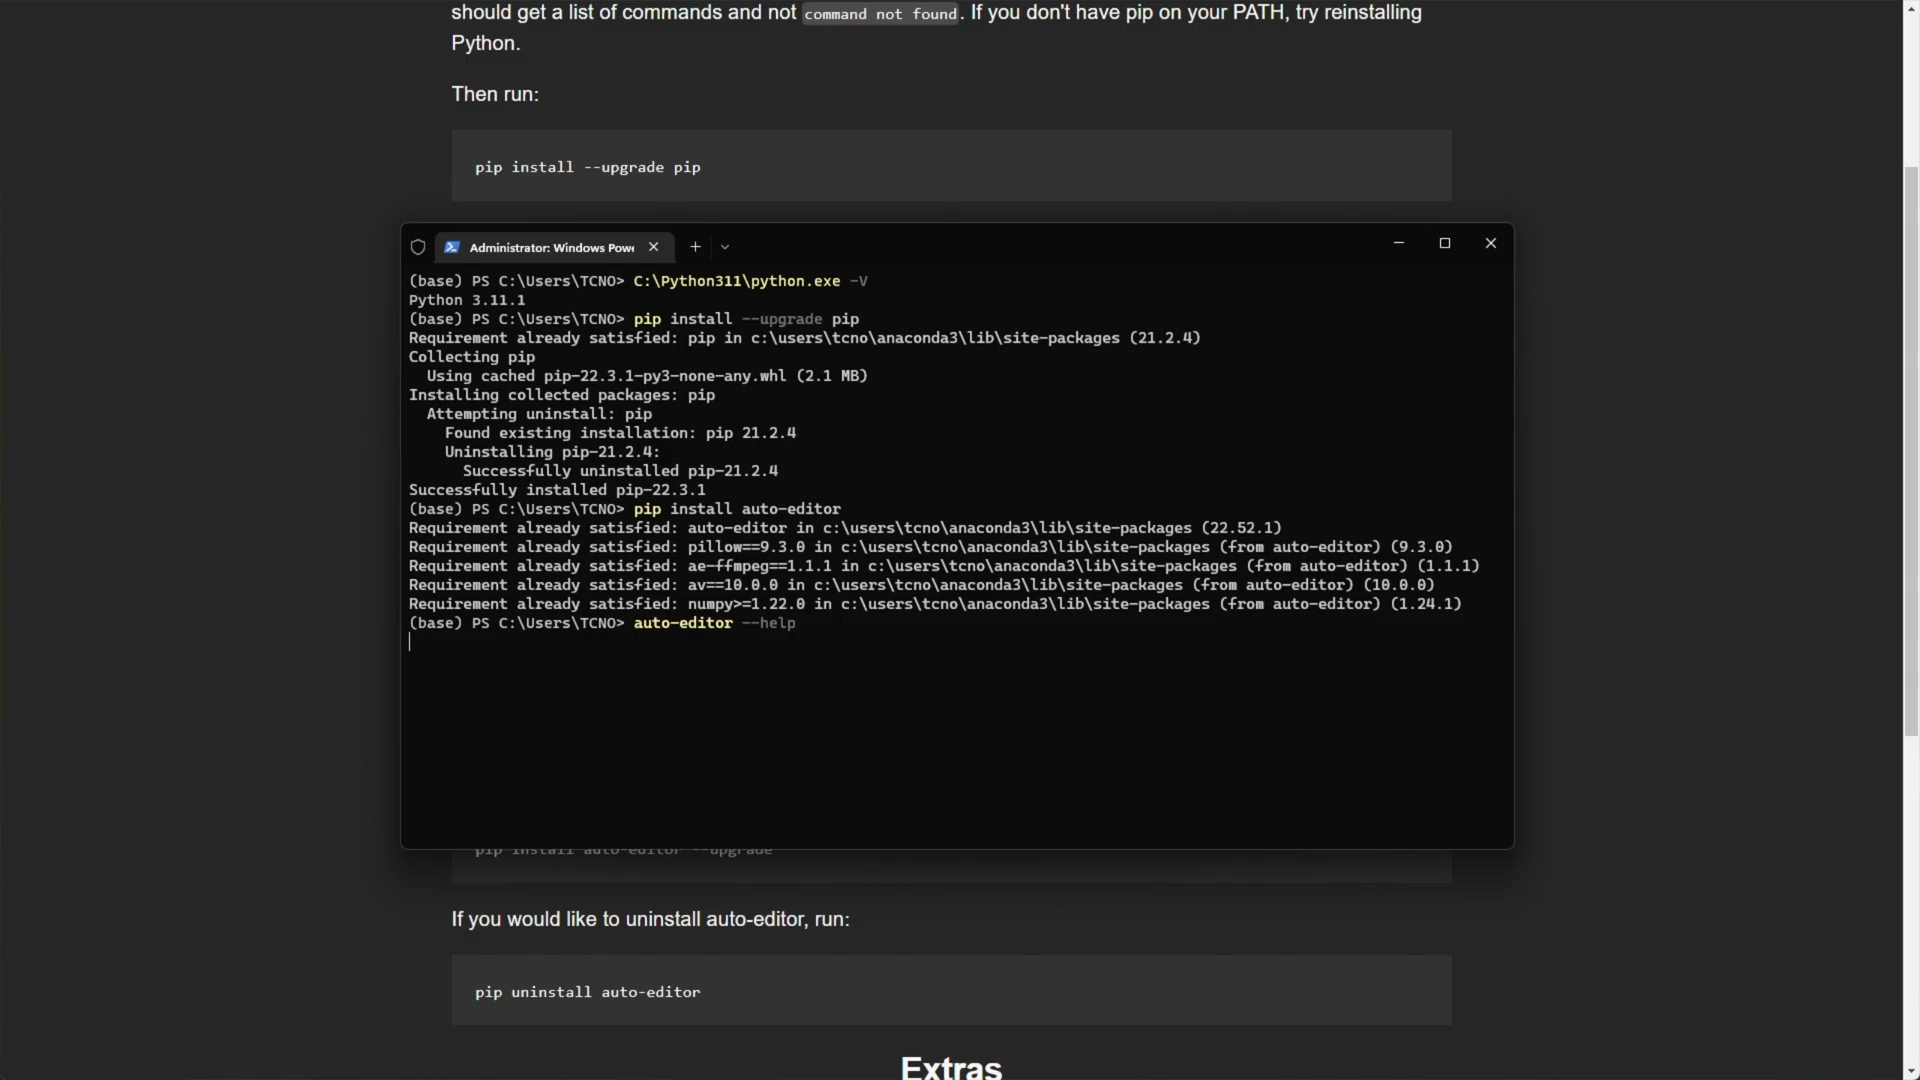 should get a list of commands and not command not found. If you don't have pip on your PATH, try reinstalling
Python.
Then run:
pip install --upgrade pip
Administrator: Windows Powe
(base) PS C:\Users\TCNO> C:\Python311\python.exe -V
Python 3.11.1
(base) PS C:\Users\TCNO> pip install --upgrade pip
Requirement already satisfied: pip in c:\users\tcno\anaconda3\lib\site-packages (21.2.4)
Collecting pip
  Using cached pip-22.3.1-py3-none-any.whl (2.1 MB)
Installing collected packages: pip
  Attempting uninstall: pip
    Found existing installation: pip 21.2.4
    Uninstalling pip-21.2.4:
      Successfully uninstalled pip-21.2.4
Successfully installed pip-22.3.1
(base) PS C:\Users\TCNO> pip install auto-editor
Requirement already satisfied: auto-editor in c:\users\tcno\anaconda3\lib\site-packages (22.52.1)
Requirement already satisfied: pillow==9.3.0 in c:\users\tcno\anaconda3\lib\site-packages (from auto-editor) (9.3.0)
Requirement already satisfied: ae-ffmpeg==1.1.1 in c:\users\tcno\anaconda3\lib\site-packages (from auto-editor) (1.1.1)
Requirement already satisfied: av==10.0.0 in c:\users\tcno\anaconda3\lib\site-packages (from auto-editor) (10.0.0)
Requirement already satisfied: numpy>=1.22.0 in c:\users\tcno\anaconda3\lib\site-packages (from auto-editor) (1.24.1)
(base) PS C:\Users\TCNO> auto-editor --help
pip install auto-editor --upgrade
If you would like to uninstall auto-editor, run:
pip uninstall auto-editor
Extras